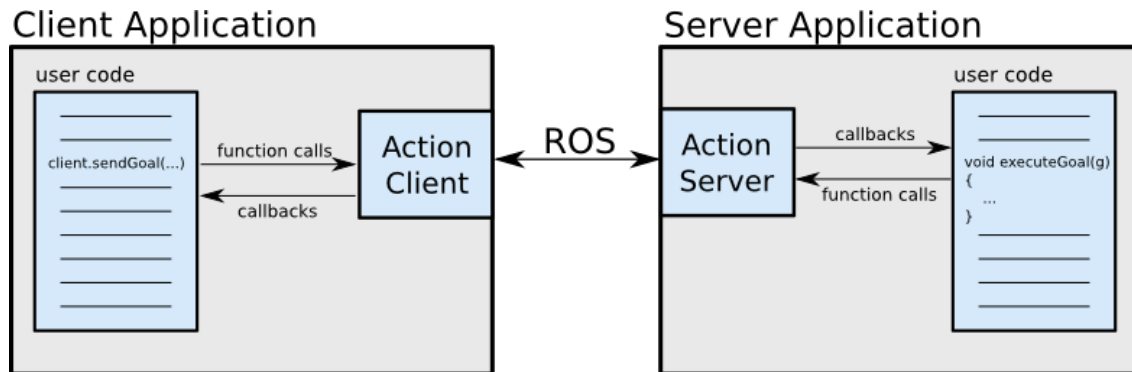 Client Application
user code
client.sendGoal(...)
function calls
callbacks
Action
Client
ROS
Server Application
Action
Server
callbacks
function calls
user code
void executeGoal(g)
{
...
}